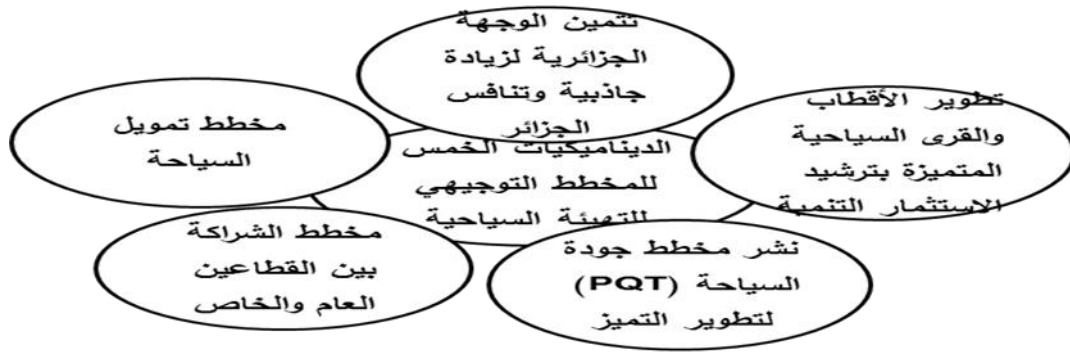 تتمين الوجهة
الجزائرية لزيادة
جاذبية وتنافس
الجزائر
تطوير الأقطاب
والقرى السياحية
المتميزة بترشيد
الاستثمار التنمية
مخطط تمويل
السياحة
الديناميكيات الخمس
للمخطط التوجيهي
للتهيئة السياحية
مخطط الشراكة
بين القطاعين
العام والخاص
نشر مخطط جودة
السياحة (PQT)
لتطوير التميز